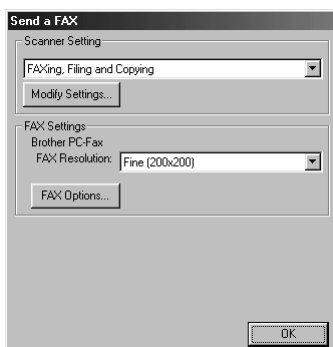 Send a FAX
Scanner Setting
FAXing, Filing and Copying
Modify Settings...
FAX Settings
Brother PC-Fax
FAX Resolution: Fine (200x200)
FAX Options...
OK